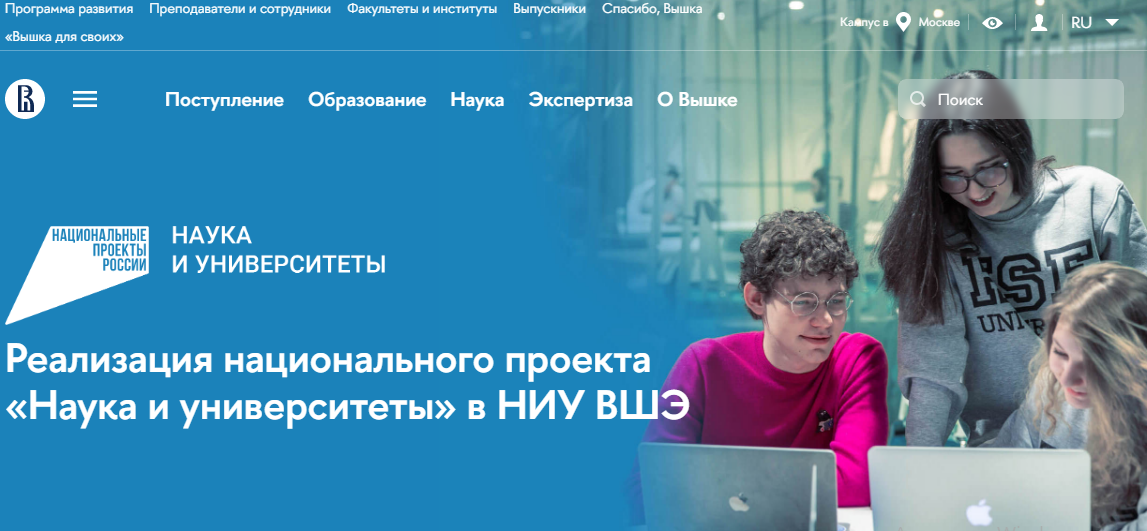 Программа развития Преподаватели и сотрудники Факультеты и институты Выпускники Спасибо, Вышка
«Вышка для своих»
Кампус в Москве RU
Поступление Образование Наука Экспертиза О Вышке
Поиск
НАЦИОНАЛЬНЫЕ
ПРОЕКТЫ
РОССИИ
НАУКА
И УНИВЕРСИТЕТЫ
HSE
Реализация национального проекта
«Наука и университеты» в НИУ ВШЭ